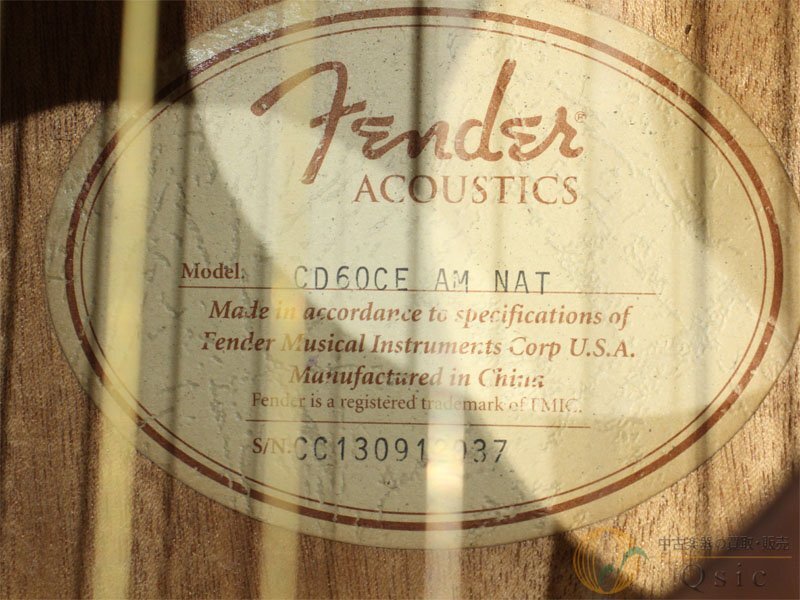 Fender®
ACOUSTICS
Model: CD60CE AM NAT
Made in accordance to specifications of
Fender Musical Instruments Corp U.S.A.
Manufactured in China
Fender is a registered trademark of FMIC.
S/N: CC130912037
中古楽器の買取・販売
Qsic